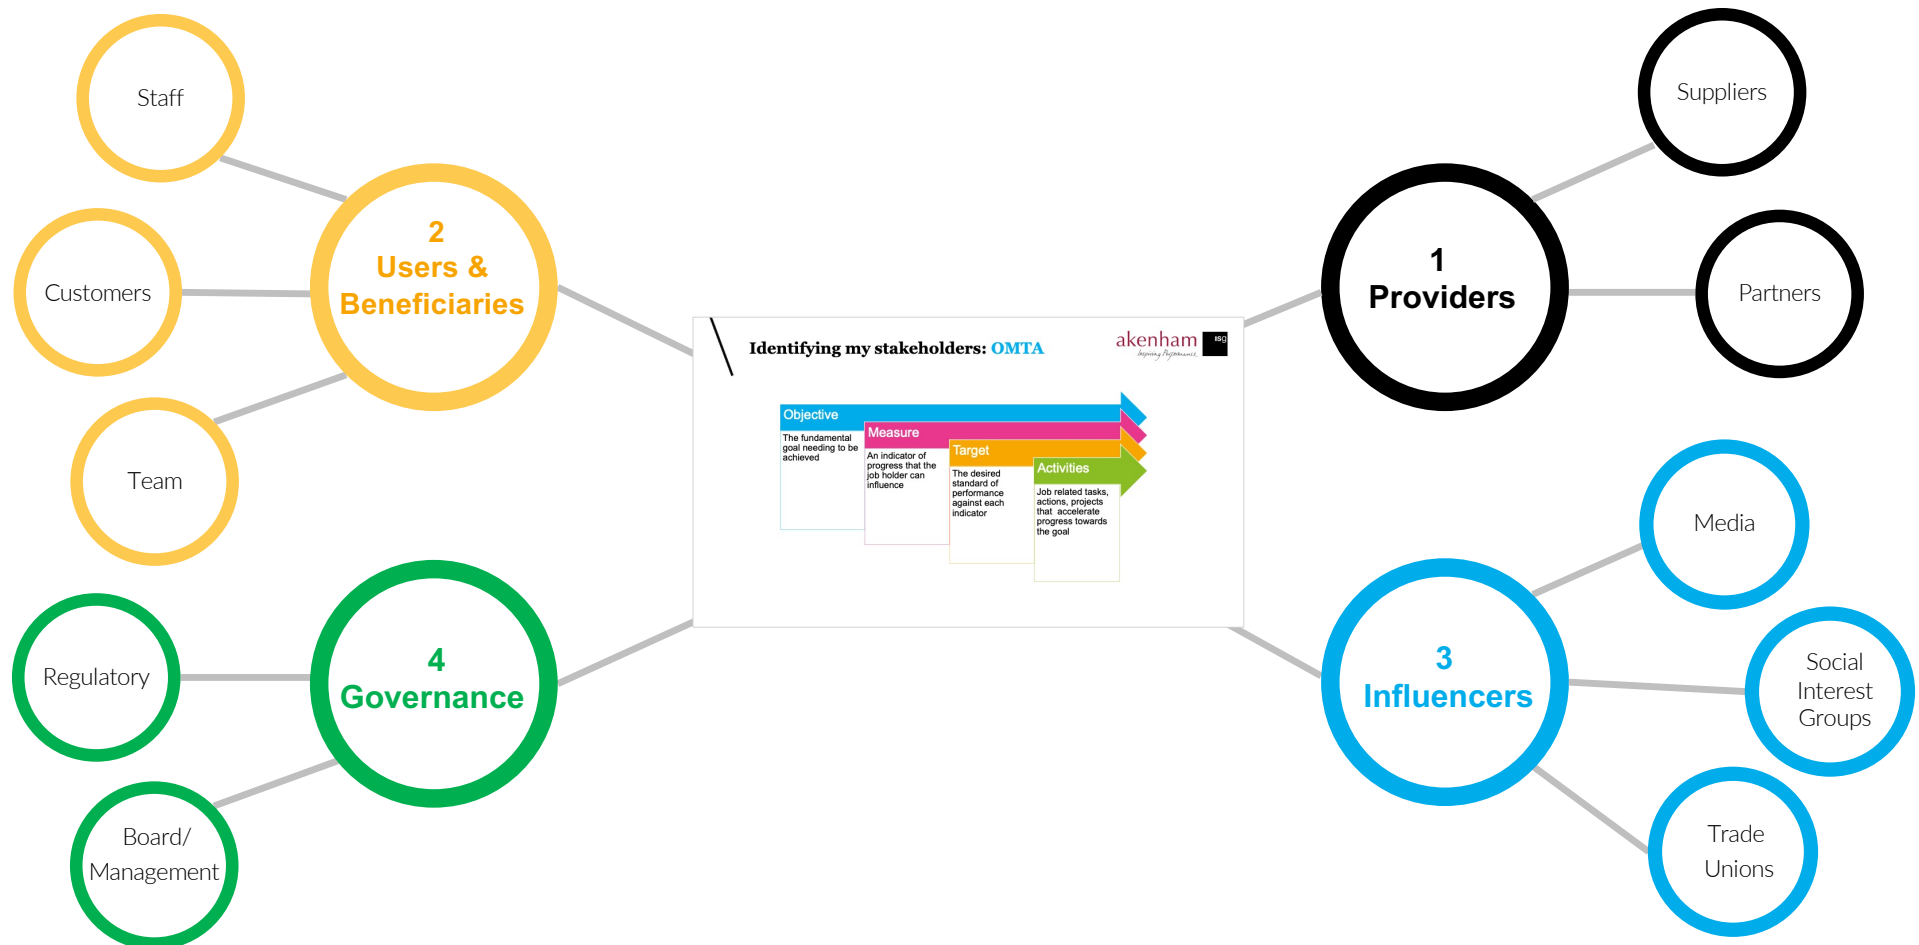 Staff
Customers
Team
2
Users &
Beneficiaries
Regulatory
Board/
Management
4
Governance
Identifying my stakeholders: OMTA
akenham
Inspiring Performance
ISG
Objective
The fundamental
goal needing to be
achieved
Measure
An indicator of
progress that the
job holder can
influence
Target
The desired
standard of
performance
against each
indicator
Activities
Job related tasks,
actions, projects
that accelerate
progress towards
the goal
1
Providers
Suppliers
Partners
3
Influencers
Media
Social
Interest
Groups
Trade
Unions